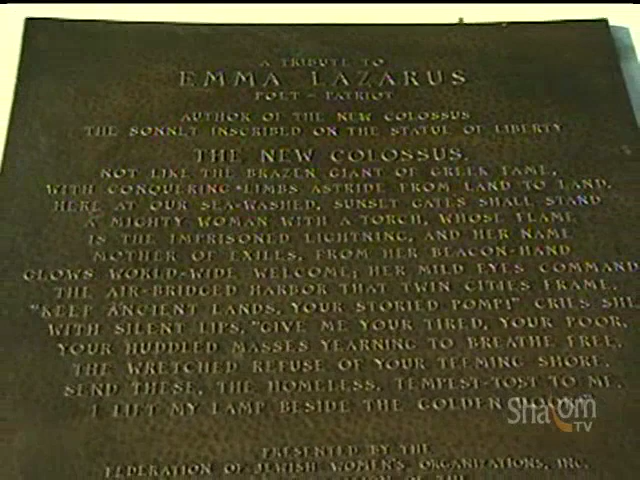 A TRIBUTE TO
EMMA LAZARUS
POET – PATRIOT
AUTHOR OF THE NEW COLOSSUS
THE SONNET INSCRIBED ON THE STATUE OF LIBERTY
THE NEW COLOSSUS.
NOT LIKE THE BRAZEN GIANT OF GREEK FAME,
WITH CONQUERING LIMBS ASTRIDE FROM LAND TO LAND.
HERE AT OUR SEA-WASHED, SUNSET GATES SHALL STAND
A MIGHTY WOMAN WITH A TORCH, WHOSE FLAME
IS THE IMPRISONED LIGHTNING, AND HER NAME
MOTHER OF EXILES. FROM HER BEACON-HAND
GLOWS WORLD-WIDE WELCOME; HER MILD EYES COMMAND
THE AIR-BRIDGED HARBOR THAT TWIN CITIES FRAME.
"KEEP ANCIENT LANDS, YOUR STORIED POMP!" CRIES SHE
WITH SILENT LIPS. "GIVE ME YOUR TIRED, YOUR POOR,
YOUR HUDDLED MASSES YEARNING TO BREATHE FREE,
THE WRETCHED REFUSE OF YOUR TEEMING SHORE.
SEND THESE, THE HOMELESS, TEMPEST-TOST TO ME,
I LIFT MY LAMP BESIDE THE GOLDEN DOOR!"
PRESENTED BY THE
FEDERATION OF JEWISH WOMEN'S ORGANIZATIONS, INC.
OF THE
Shalom
TV